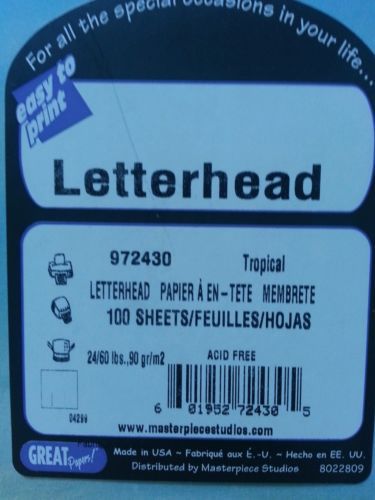 For all the special occasions in your life...
easy to
print
Letterhead
972430 Tropical
LETTERHEAD PAPIER À EN-TETE MEMBRETE
100 SHEETS/FEUILLES/HOJAS
24/60 lbs.,90 gr/m2 ACID FREE
04299
6 01952 72430 5
www.masterpiecestudios.com
GREAT Papers!
Made in USA ~ Fabriqué aux É.-U. ~ Hecho en EE. UU.
Distributed by Masterpiece Studios 8022809